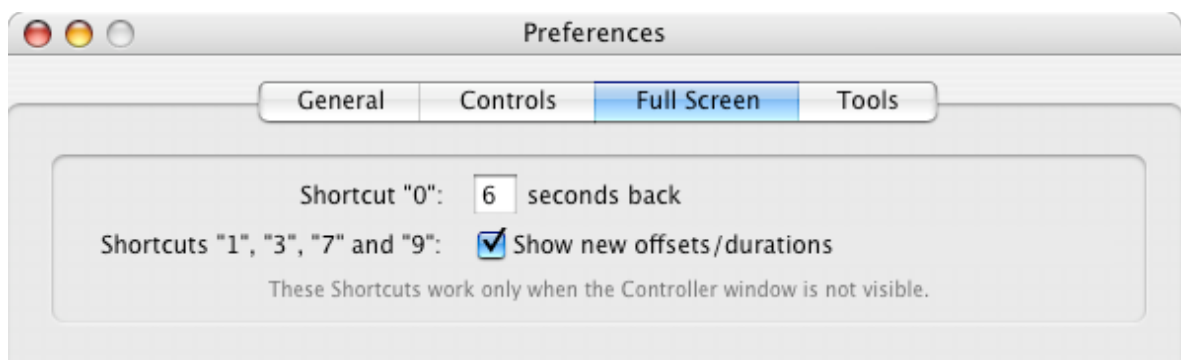 Preferences
General Controls Full Screen Tools
Shortcut "0": 6 seconds back
Shortcuts "1", "3", "7" and "9": Show new offsets/durations
These Shortcuts work only when the Controller window is not visible.